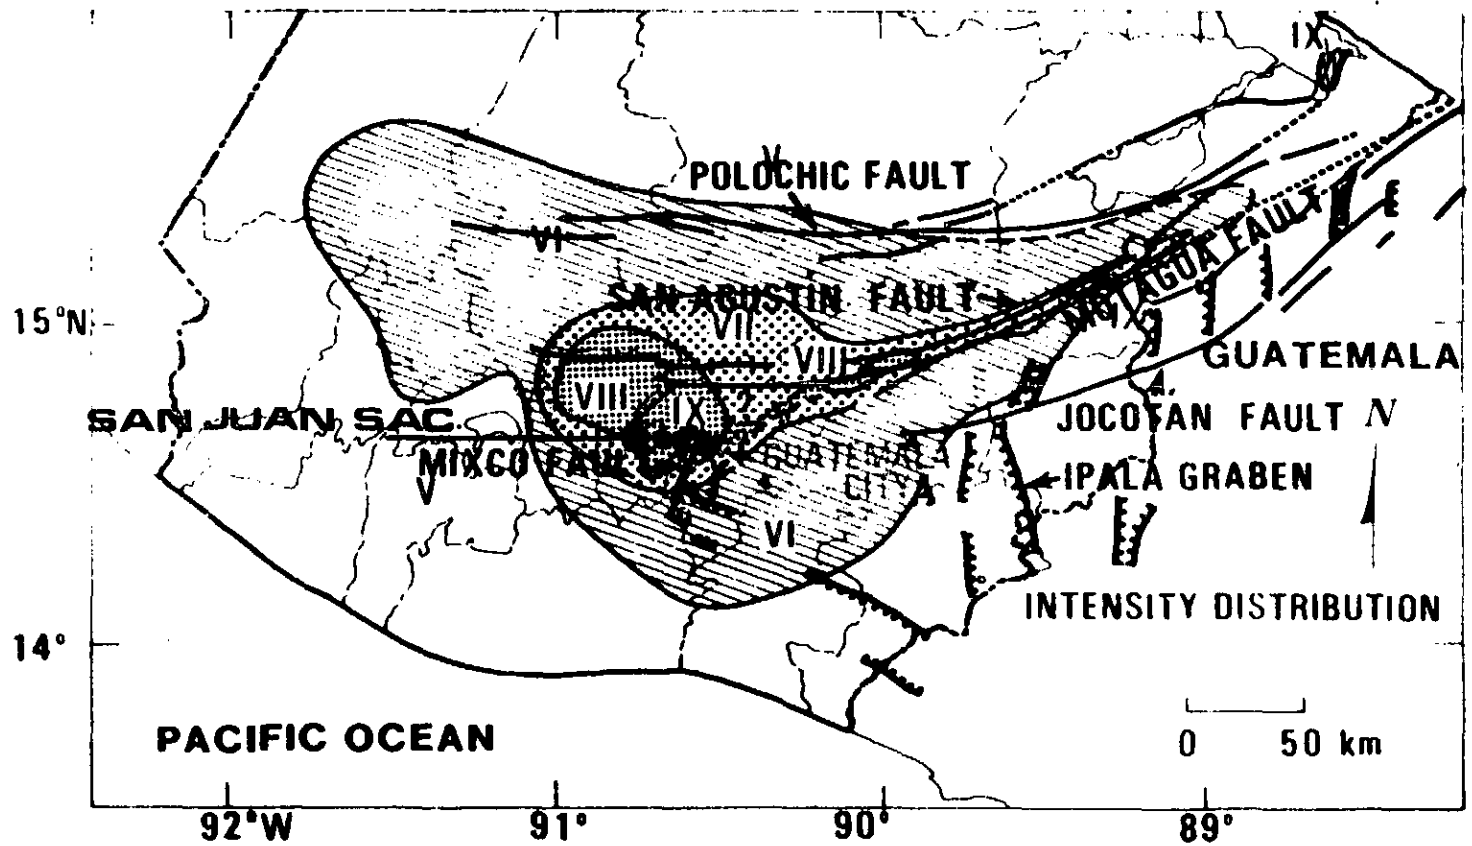 IX
V
POLOCHIC FAULT
VI
SAN AGUSTIN FAULT
MOTAGUA FAULT
IX
15°N
VII
VIII
GUATEMALA
VIII
IX
SAN JUAN SAC.
JOCOTAN FAULT N
MIXCO FAULT
GUATEMALA
CITY
IPALA GRABEN
V
VI
INTENSITY DISTRIBUTION
14°
PACIFIC OCEAN
0 50 km
92°W 91° 90° 89°